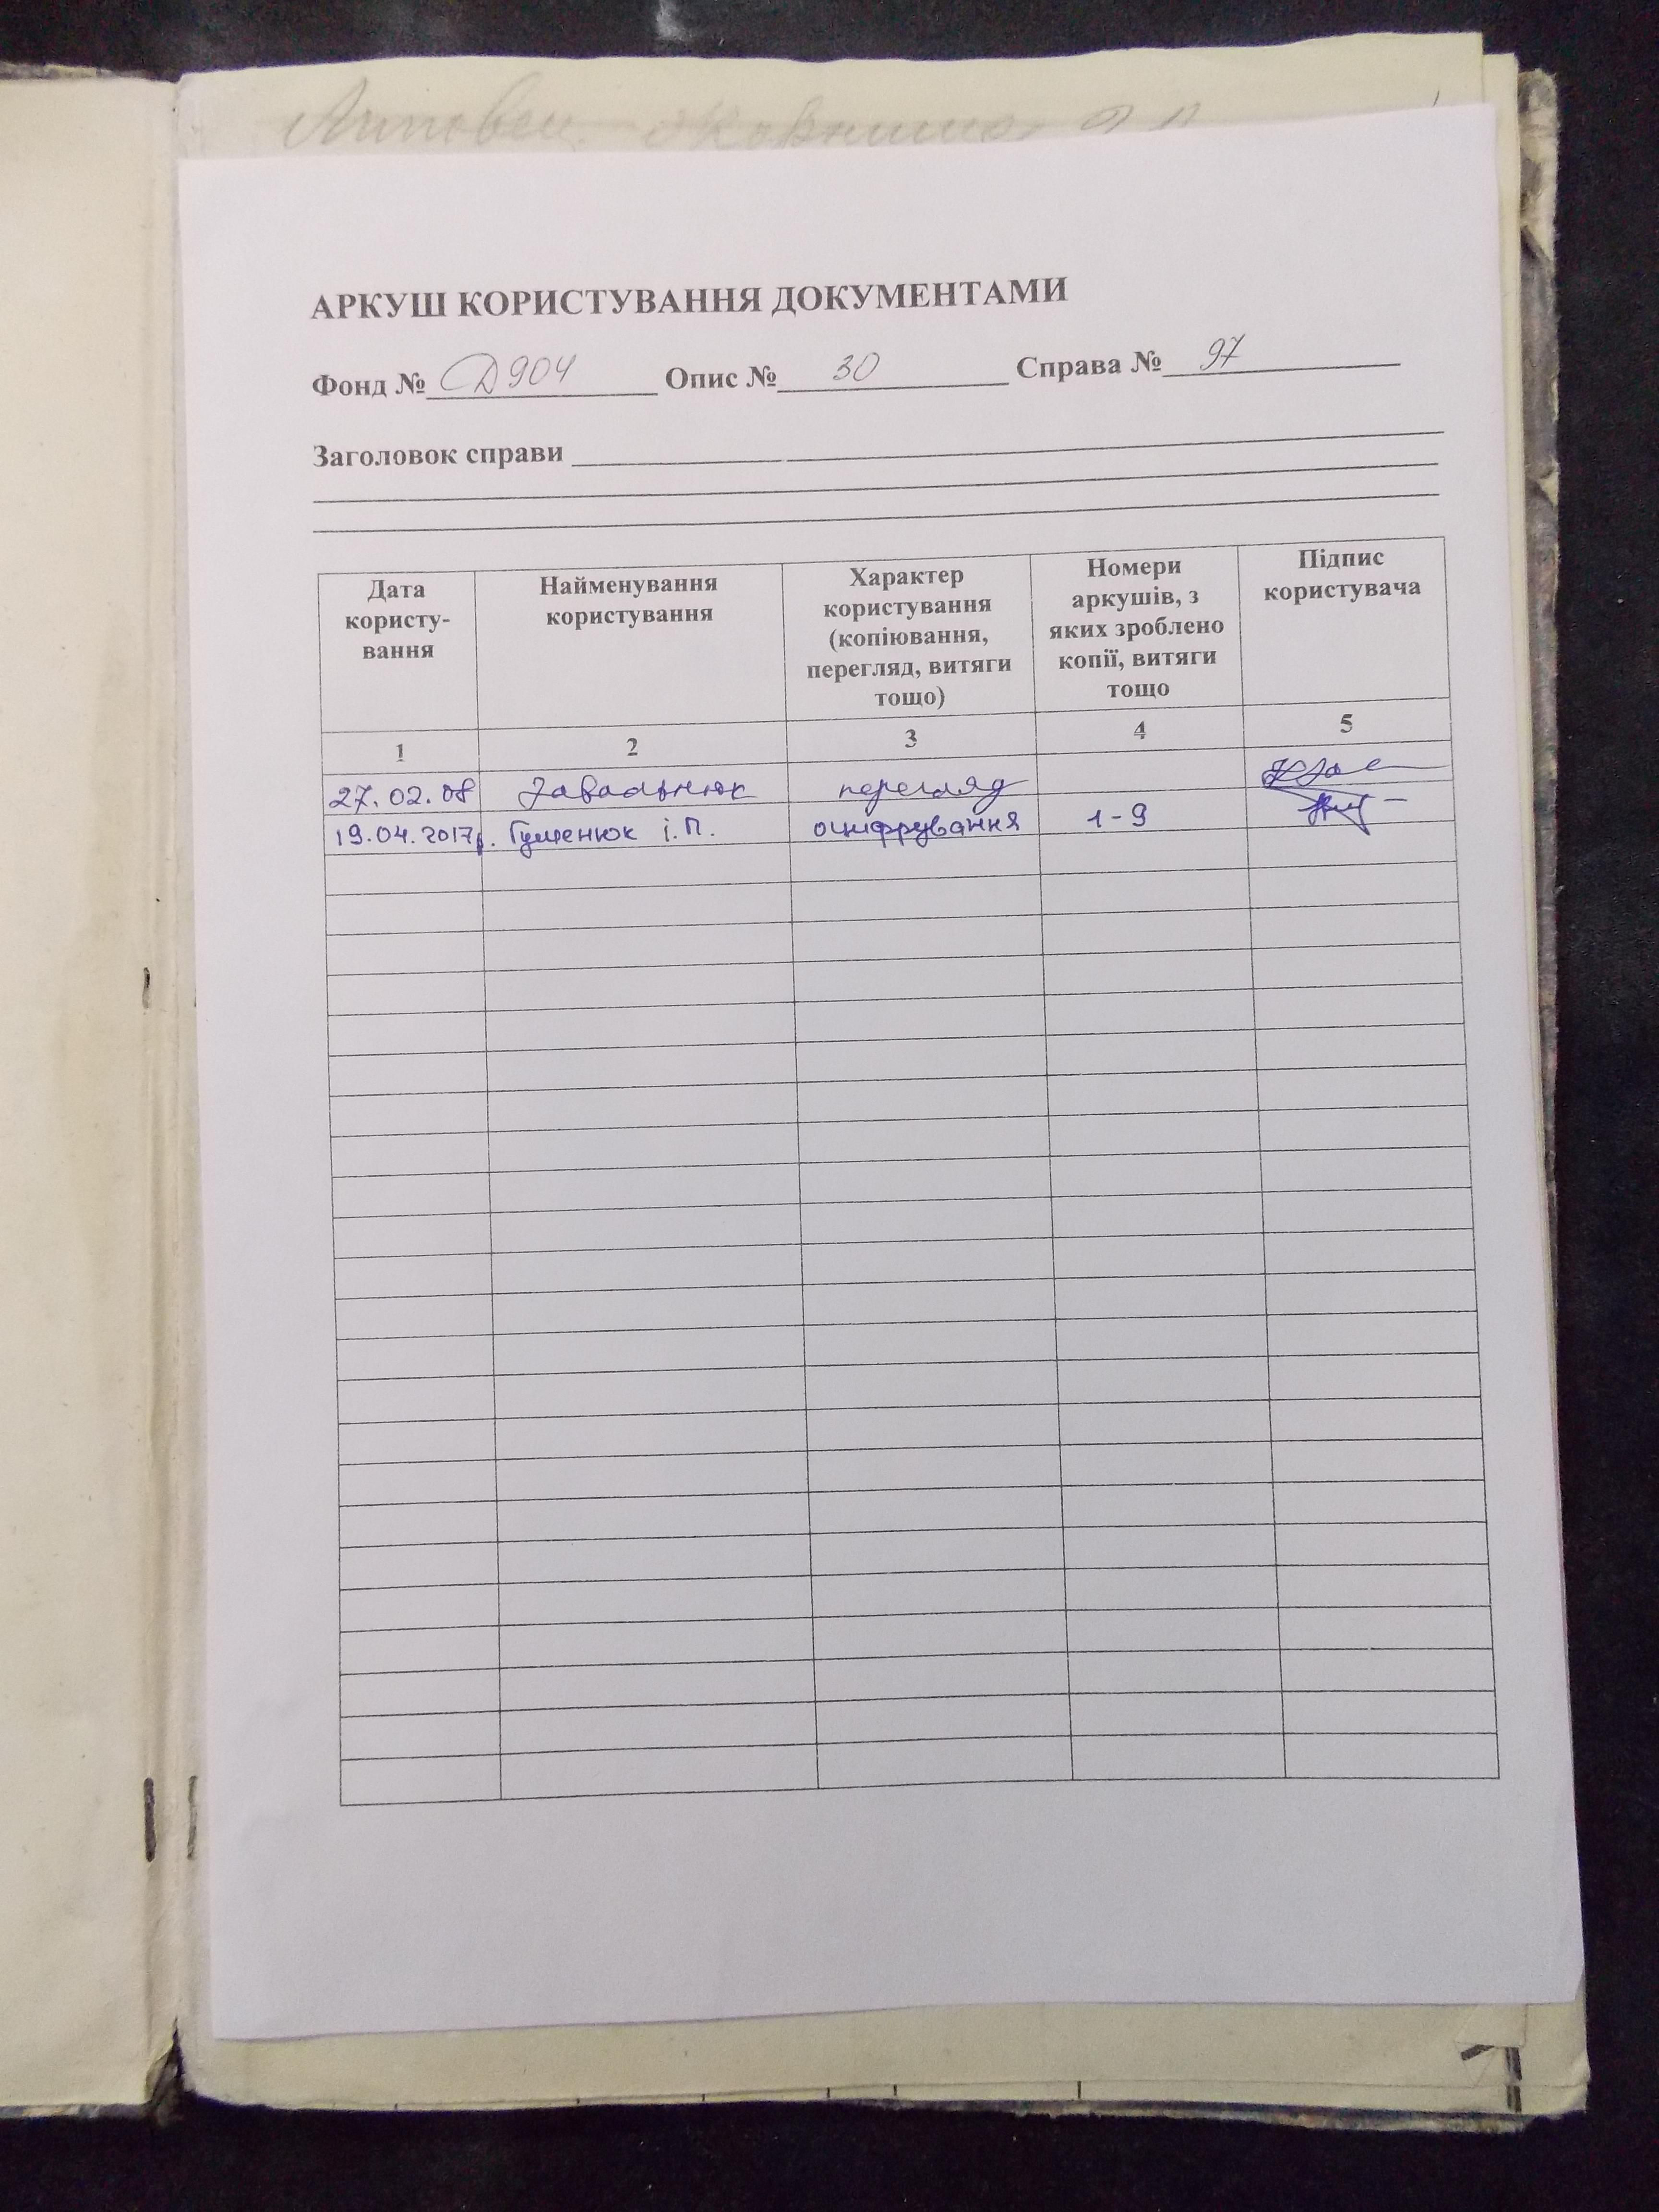 Липовец
АРКУШ КОРИСТУВАННЯ ДОКУМЕНТАМИ
Фонд № Д904 Опис № 30 Справа № 97
Заголовок справи
Дата користу-вання
Найменування користування
Характер користування (копіювання, перегляд, витяги тощо)
Номери аркушів, з яких зроблено копії, витяги тощо
Підпис користувача
1 2 3 4 5
27.02.08 Завальнюк перегляд
19.04.2017р. Гуменюк І.П. оцифрування 1-9